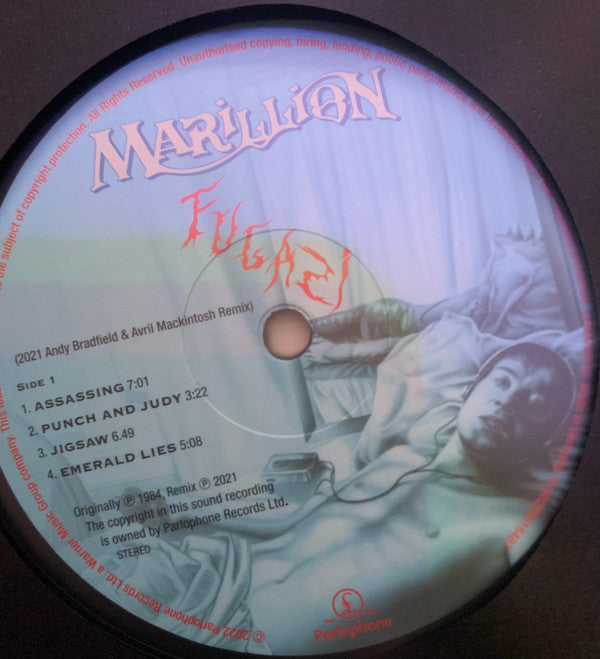 is the subject of copyright protection. All Rights Reserved. Unauthorised copying, hiring, lending, public performance and
MARILLION
FUGAZI
(2021 Andy Bradfield & Avril Mackintosh Remix)
SIDE 1
1. ASSASSING 7:01
2. PUNCH AND JUDY 3:22
3. JIGSAW 6.49
4. EMERALD LIES 5:08
Originally ℗ 1984, Remix ℗ 2021
The copyright in this sound recording
is owned by Parlophone Records Ltd.
STEREO
Parlophone
© 2022 Parlophone Records Ltd. a Warner Music Group company. This